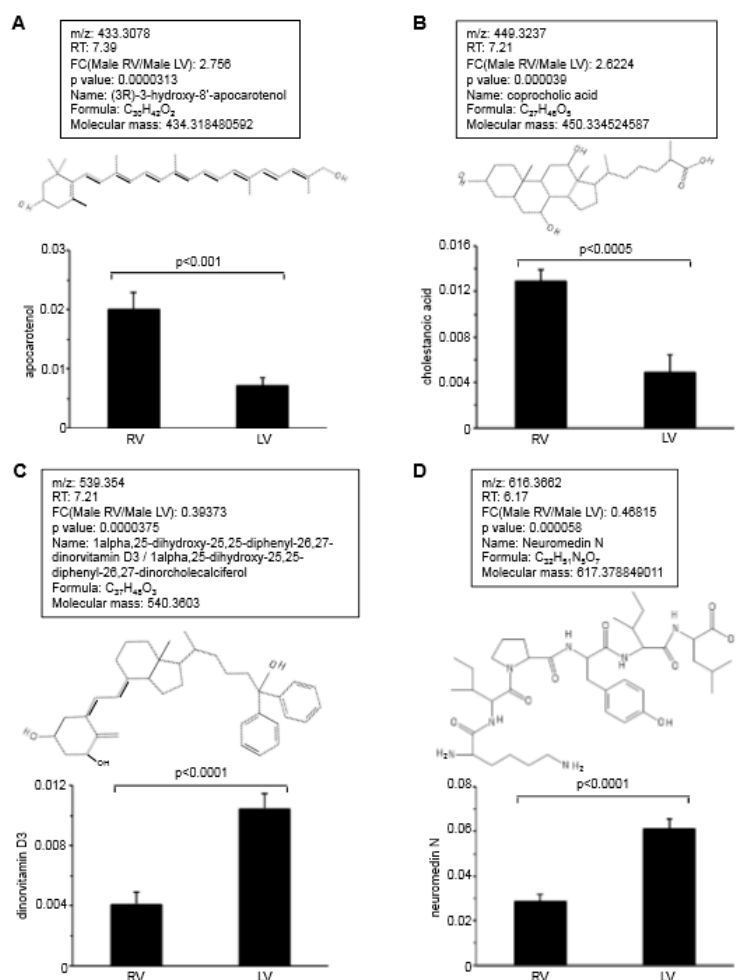 A
m/z: 433.3078
RT: 7.39
FC(Male RV/Male LV): 2.756
p value: 0.0000313
Name: (3R)-3-hydroxy-8'-apocarotenol
Formula: C₃₀H₄₂O₂
Molecular mass: 434.318480592
OH
OH
p<0.001
apocarotenol
0.03
0.02
0.01
0
RV
LV
B
m/z: 449.3237
RT: 7.21
FC(Male RV/Male LV): 2.6224
p value: 0.000039
Name: coprocholic acid
Formula: C₂₇H₄₆O₅
Molecular mass: 450.334524587
OH
OH
O
OH
OH
p<0.0005
cholestanoic acid
0.016
0.012
0.008
0.004
0
RV
LV
C
m/z: 539.354
RT: 7.21
FC(Male RV/Male LV): 0.39373
p value: 0.0000375
Name: 1alpha,25-dihydroxy-25,25-diphenyl-26,27-
dinorvitamin D3 / 1alpha,25-dihydroxy-25,25-
diphenyl-26,27-dinorcholecalciferol
Formula: C₃₇H₄₈O₃
Molecular mass: 540.3603
OH
HO
OH
p<0.0001
dinorvitamin D3
0.012
0.008
0.004
0
RV
LV
D
m/z: 616.3662
RT: 6.17
FC(Male RV/Male LV): 0.46815
p value: 0.000058
Name: Neuromedin N
Formula: C₃₂H₅₁N₅O₇
Molecular mass: 617.378849011
H
N
O
N
H
O
H
N
O
O
N
O
NH
O
OH
H₂N
NH₂
p<0.0001
neuromedin N
0.08
0.06
0.04
0.02
0
RV
LV